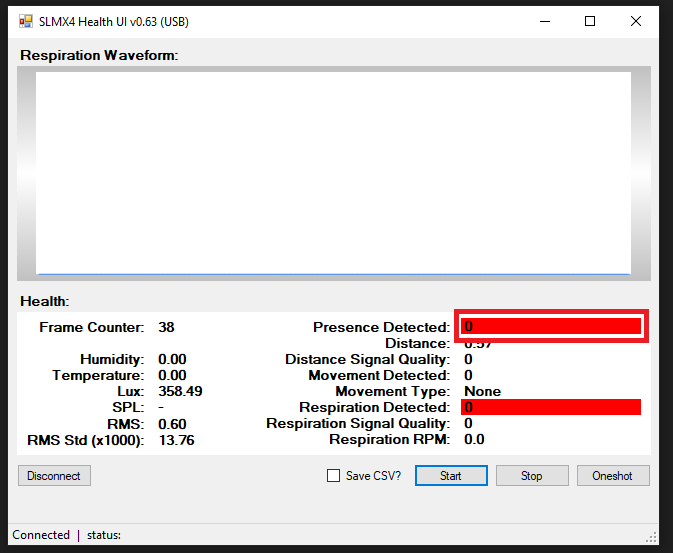 SLMX4 Health UI v0.63 (USB)
Respiration Waveform:
Health:
Frame Counter: 38
Humidity: 0.00
Temperature: 0.00
Lux: 358.49
SPL: -
RMS: 0.60
RMS Std (x1000): 13.76
Presence Detected: 0
Distance: 0.57
Distance Signal Quality: 0
Movement Detected: 0
Movement Type: None
Respiration Detected: 0
Respiration Signal Quality: 0
Respiration RPM: 0.0
Disconnect
Save CSV?
Start
Stop
Oneshot
Connected | status: